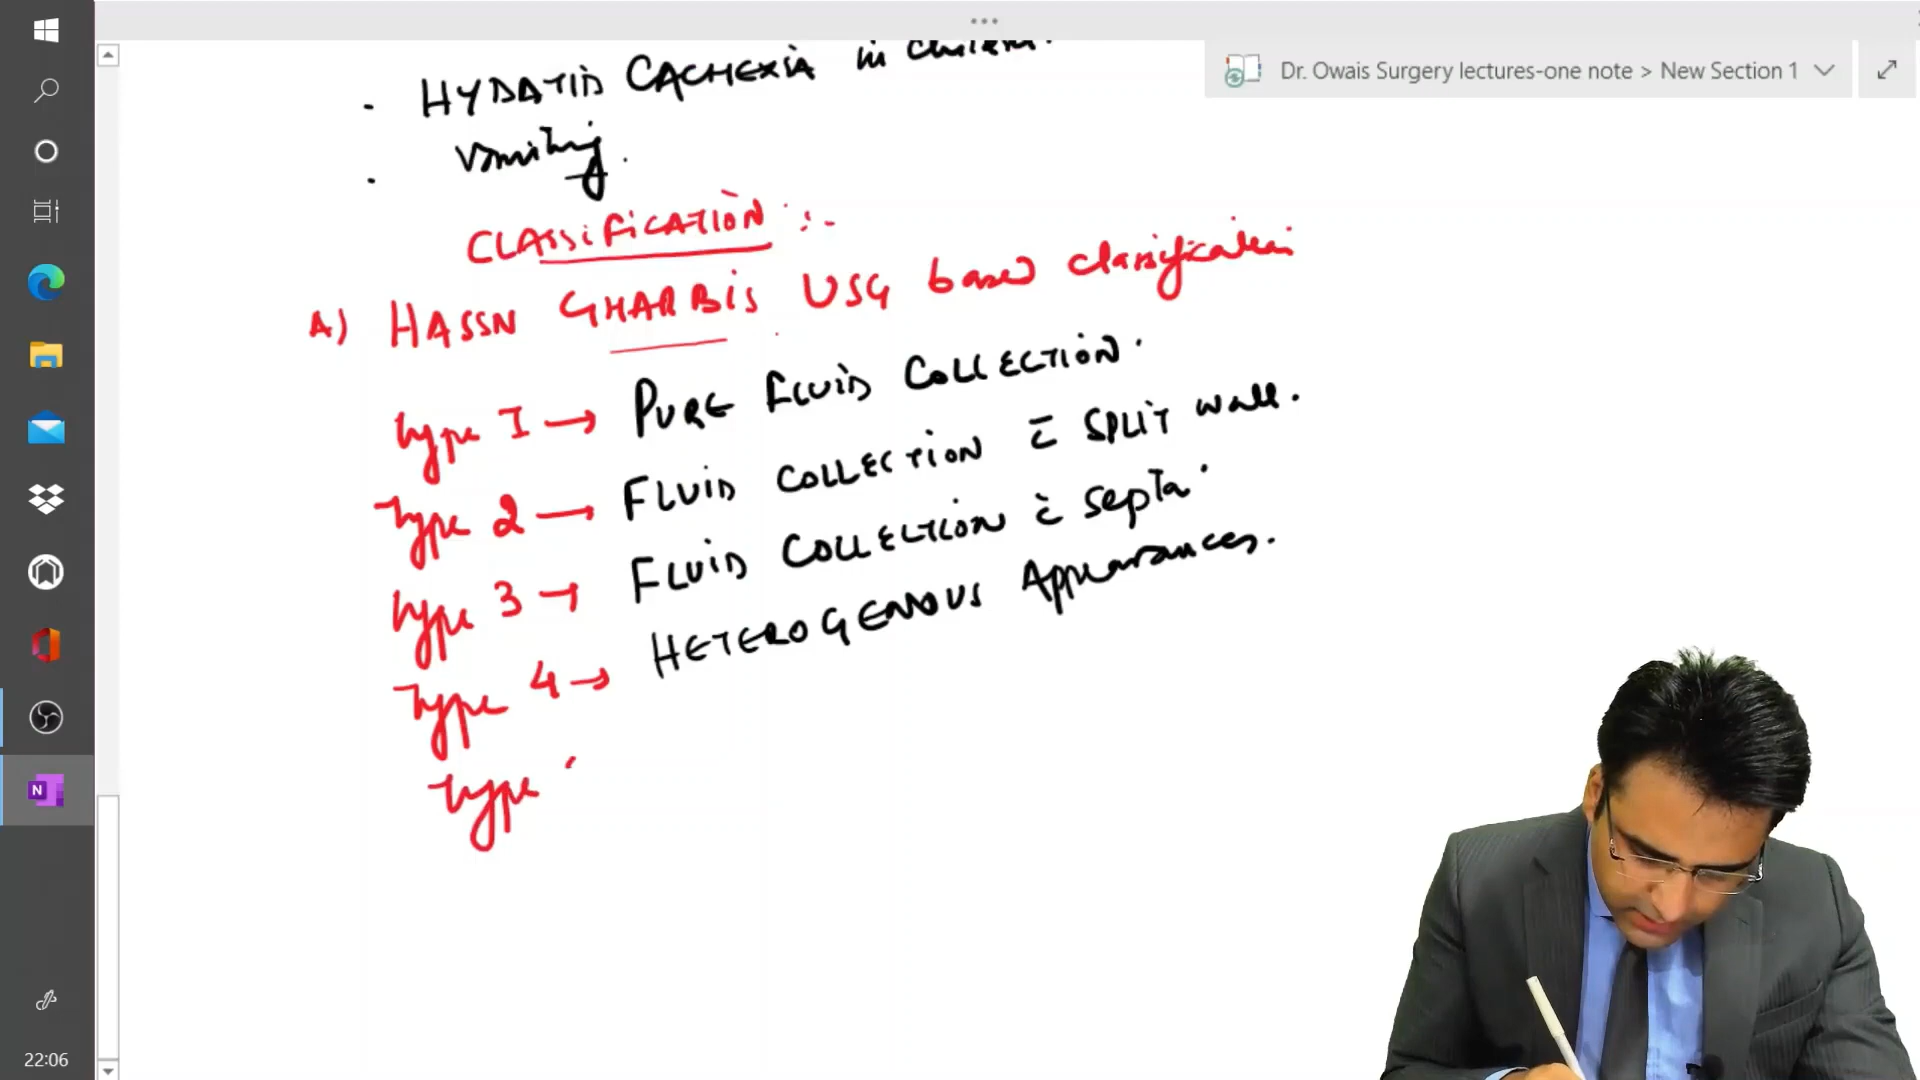 Dr. Owais Surgery lectures-one note > New Section 1
. HYDATID CACHEXIA in
. Vomiting.
CLASSIFICATION :-
A) HASSN GHARBIS USG based classification
type I → PURE FLUID COLLECTION.
Type 2 → FLUID COLLECTION c̄ SPLIT wall.
type 3 → FLUID COLLECTION c̄ septa.
Type 4 → HETEROGENOUS Appearances.
type
N
22:06